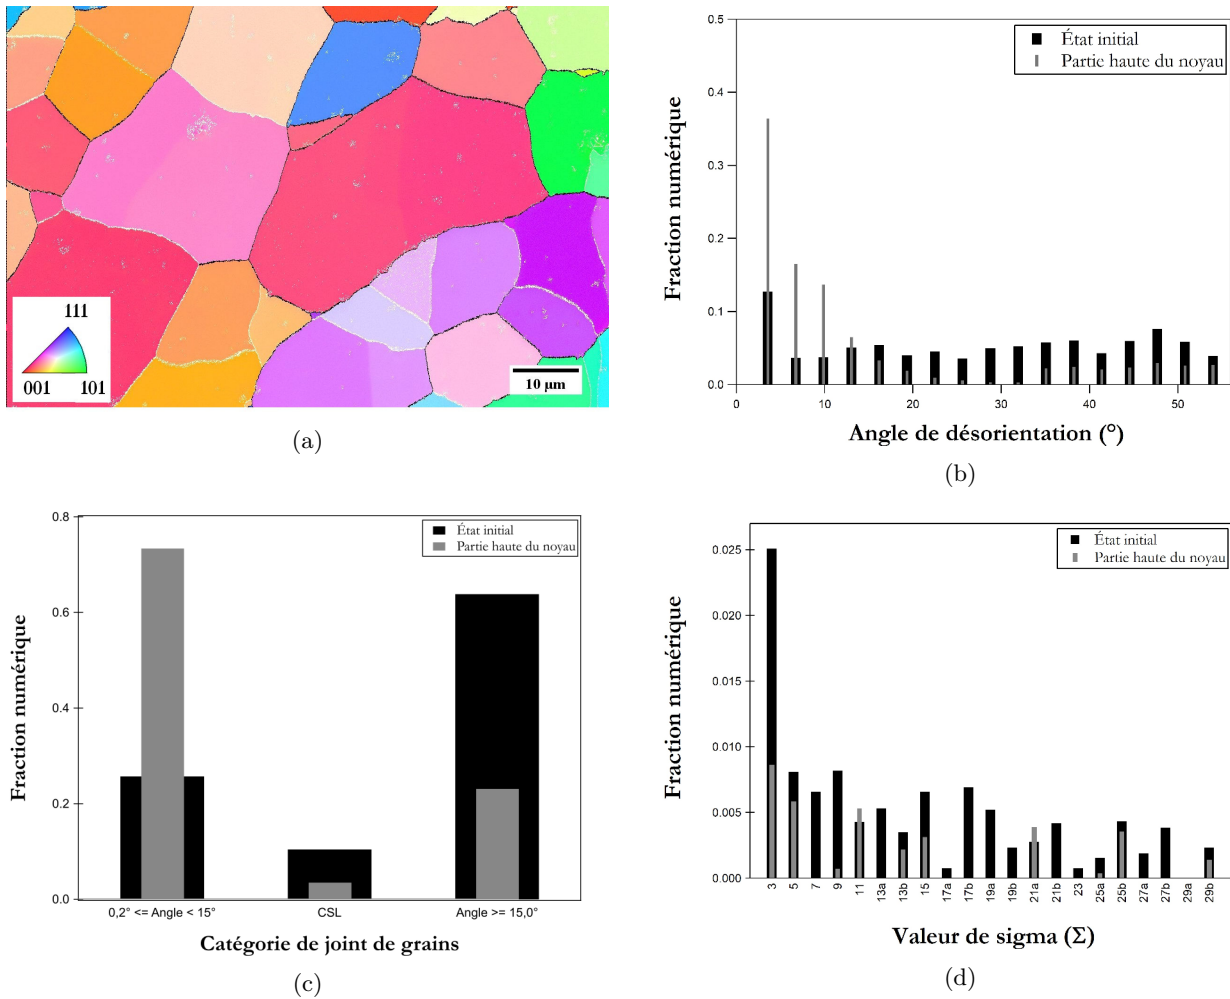 111
001
101
10 µm
(a)
0.5
0.4
0.3
0.2
0.1
0.0
0
10
20
30
40
50
Fraction numérique
État initial
Partie haute du noyau
Angle de désorientation (°)
(b)
0.8
0.6
0.4
0.2
0.0
Fraction numérique
État initial
Partie haute du noyau
0,2° <= Angle < 15°
CSL
Angle >= 15,0°
Catégorie de joint de grains
(c)
0.025
0.020
0.015
0.010
0.005
0.000
Fraction numérique
État initial
Partie haute du noyau
3
5
7
9
11
13a
13b
15
17a
17b
19a
19b
21a
21b
23
25a
25b
27a
27b
29a
29b
Valeur de sigma (Σ)
(d)